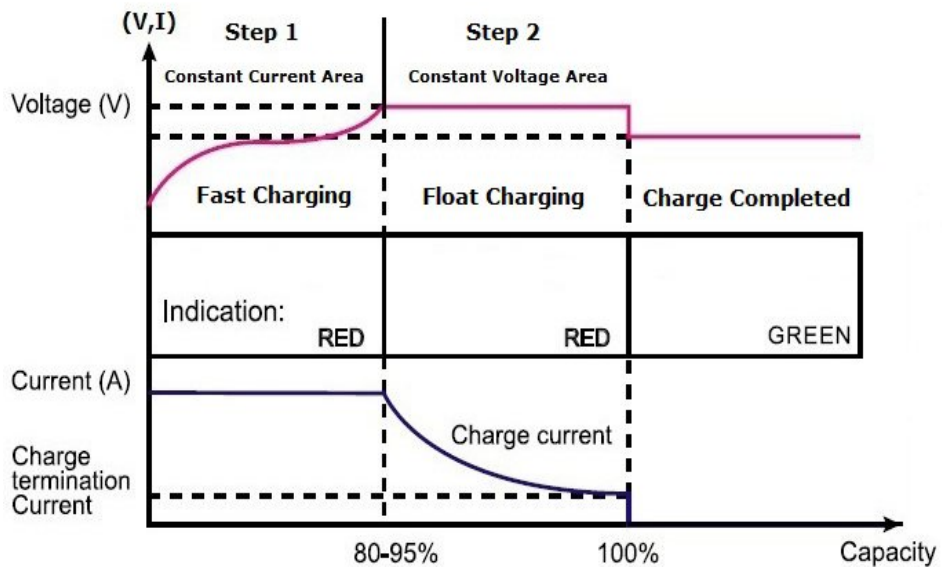 (V,I)
Step 1
Step 2
Constant Current Area
Constant Voltage Area
Voltage (V)
Fast Charging
Float Charging
Charge Completed
Indication:
RED
RED
GREEN
Current (A)
Charge current
Charge
termination
Current
80-95%
100%
Capacity